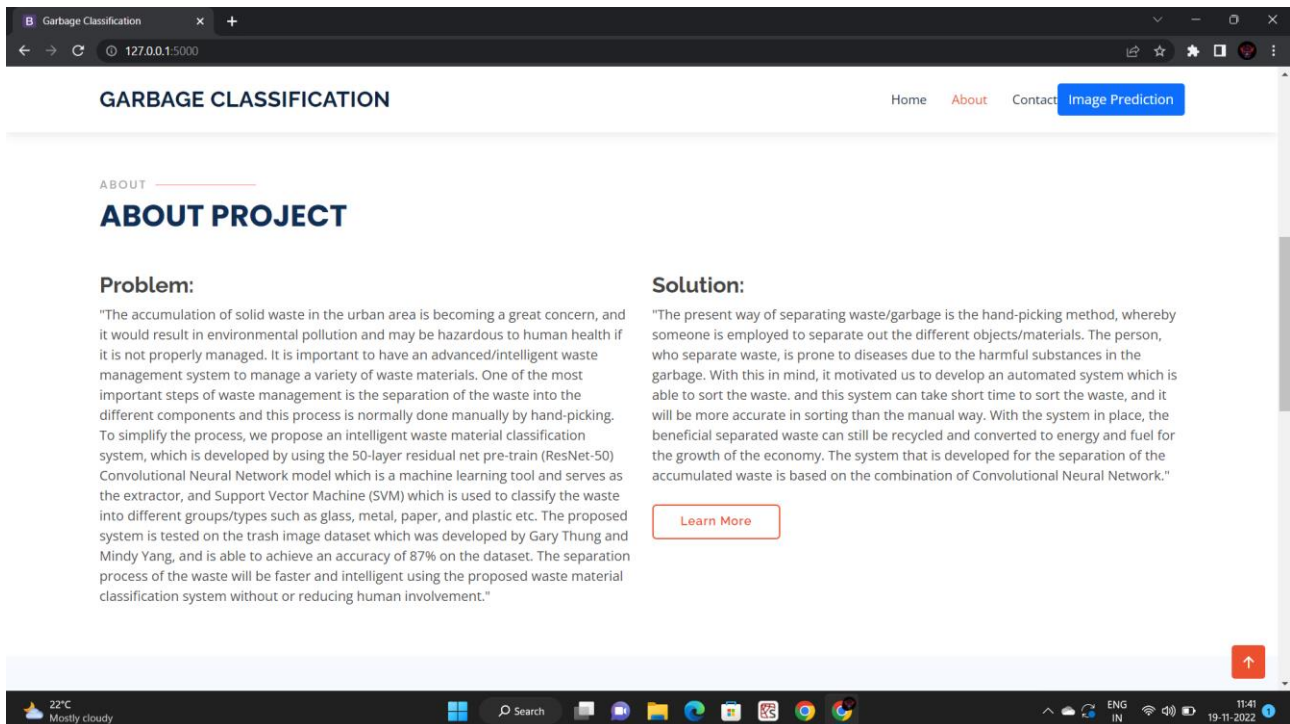 Garbage Classification
127.0.0.1:5000
GARBAGE CLASSIFICATION
Home About Contact Image Prediction
ABOUT
ABOUT PROJECT
Problem:
"The accumulation of solid waste in the urban area is becoming a great concern, and
it would result in environmental pollution and may be hazardous to human health if
it is not properly managed. It is important to have an advanced/intelligent waste
management system to manage a variety of waste materials. One of the most
important steps of waste management is the separation of the waste into the
different components and this process is normally done manually by hand-picking.
To simplify the process, we propose an intelligent waste material classification
system, which is developed by using the 50-layer residual net pre-train (ResNet-50)
Convolutional Neural Network model which is a machine learning tool and serves as
the extractor, and Support Vector Machine (SVM) which is used to classify the waste
into different groups/types such as glass, metal, paper, and plastic etc. The proposed
system is tested on the trash image dataset which was developed by Gary Thung and
Mindy Yang, and is able to achieve an accuracy of 87% on the dataset. The separation
process of the waste will be faster and intelligent using the proposed waste material
classification system without or reducing human involvement."
Solution:
"The present way of separating waste/garbage is the hand-picking method, whereby
someone is employed to separate out the different objects/materials. The person,
who separate waste, is prone to diseases due to the harmful substances in the
garbage. With this in mind, it motivated us to develop an automated system which is
able to sort the waste. and this system can take short time to sort the waste, and it
will be more accurate in sorting than the manual way. With the system in place, the
beneficial separated waste can still be recycled and converted to energy and fuel for
the growth of the economy. The system that is developed for the separation of the
accumulated waste is based on the combination of Convolutional Neural Network."
Learn More
22°C
Mostly cloudy
Search
ENG
IN
11:41
19-11-2022
1